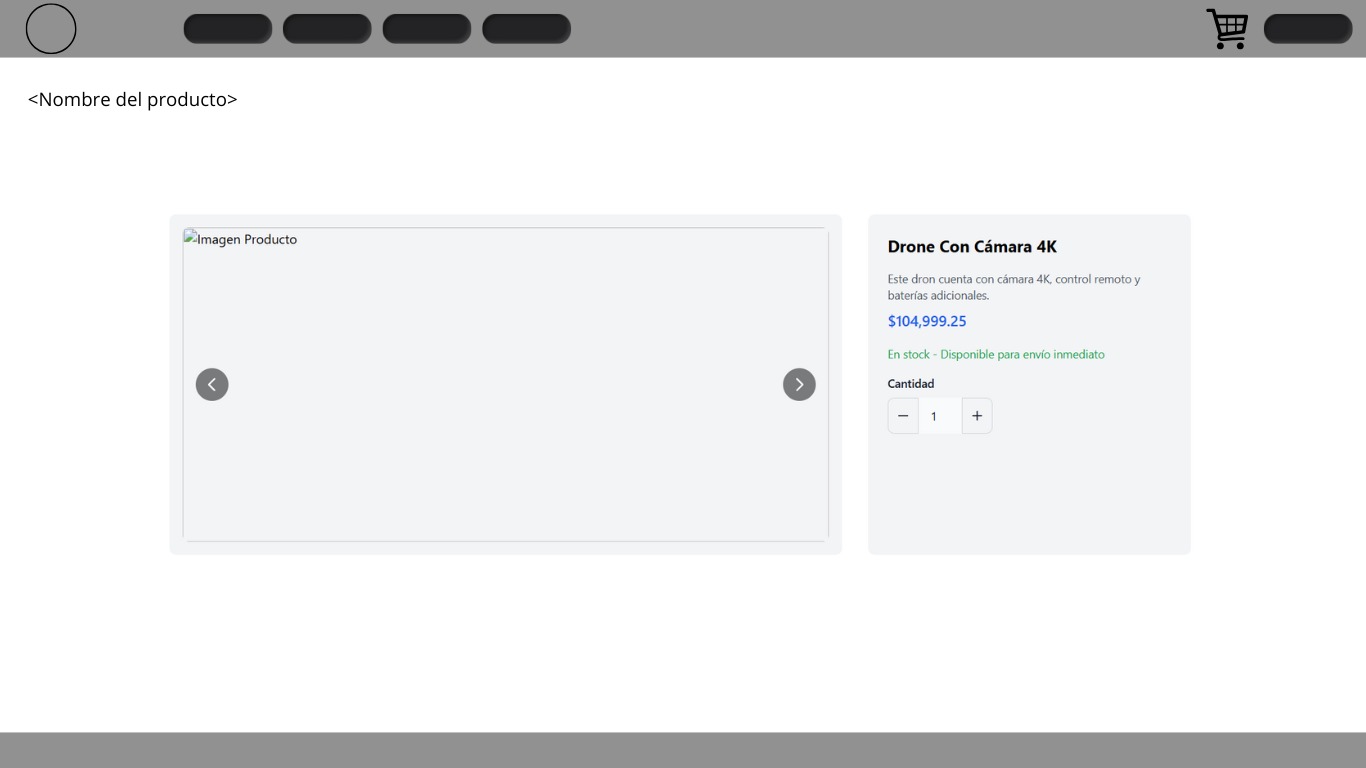 <Nombre del producto>
Imagen Producto
Drone Con Cámara 4K
Este dron cuenta con cámara 4K, control remoto y
baterías adicionales.
$104,999.25
En stock - Disponible para envío inmediato
Cantidad
1